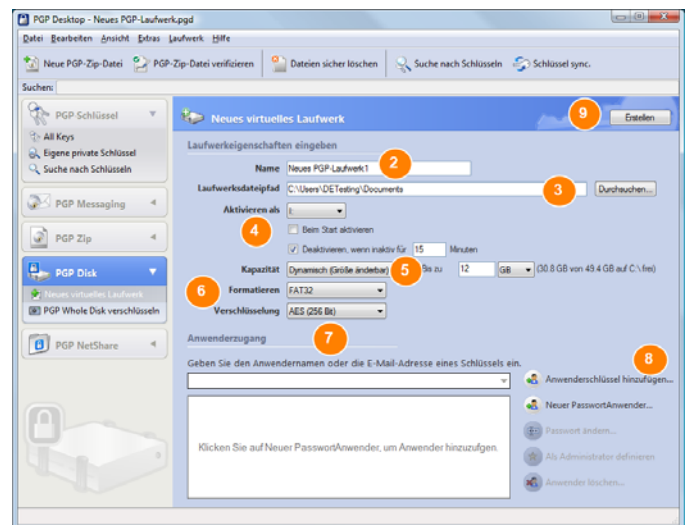 PGP Desktop - Neues PGP-Laufwerk.pgd
Datei Bearbeiten Ansicht Extras Laufwerk Hilfe
Neue PGP-Zip-Datei PGP-Zip-Datei verifizieren Dateien sicher löschen Suche nach Schlüsseln Schlüssel sync.
Suchen:
PGP Schlüssel
All Keys
Eigene private Schlüssel
Suche nach Schlüsseln
PGP Messaging
PGP Zip
PGP Disk
Neues virtuelles Laufwerk
PGP Whole Disk verschlüsseln
PGP NetShare
Neues virtuelles Laufwerk
9
Erstellen
Laufwerkeigenschaften eingeben
Name Neues PGP-Laufwerk1 2
Laufwerksdateipfad C:\Users\DETesting\Documents 3 Durchsuchen...
Aktivieren als I:
4 Beim Start aktivieren
Deaktivieren, wenn inaktiv für 15 Minuten
Kapazität Dynamisch (Größe änderbar) 5 Bis zu 12 GB (30.8 GB von 49.4 GB auf C:\ frei)
6 Formatieren FAT32
Verschlüsselung AES (256 Bit)
7
Anwenderzugang
8
Geben Sie den Anwendernamen oder die E-Mail-Adresse eines Schlüssels ein.
Anwenderschlüssel hinzufügen...
Neuer PasswortAnwender...
Passwort ändern...
Als Administrator definieren
Anwender löschen...
Klicken Sie auf Neuer PasswortAnwender, um Anwender hinzuzufgen.